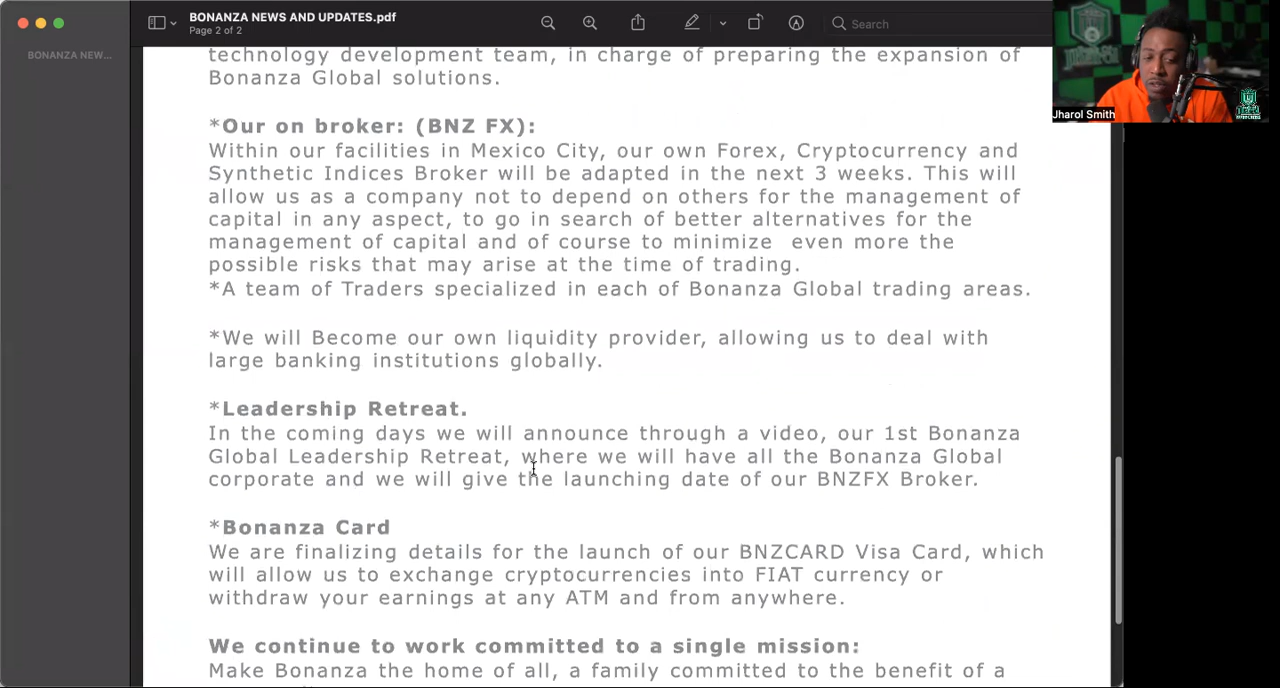 BONANZA NEWS AND UPDATES.pdf
Page 2 of 2
Search
BONANZA NEW...
technology development team, in charge of preparing the expansion of
Bonanza Global solutions.
*Our on broker: (BNZ FX):
Within our facilities in Mexico City, our own Forex, Cryptocurrency and
Synthetic Indices Broker will be adapted in the next 3 weeks. This will
allow us as a company not to depend on others for the management of
capital in any aspect, to go in search of better alternatives for the
management of capital and of course to minimize even more the
possible risks that may arise at the time of trading.
*A team of Traders specialized in each of Bonanza Global trading areas.
*We will Become our own liquidity provider, allowing us to deal with
large banking institutions globally.
*Leadership Retreat.
In the coming days we will announce through a video, our 1st Bonanza
Global Leadership Retreat, where we will have all the Bonanza Global
corporate and we will give the launching date of our BNZFX Broker.
*Bonanza Card
We are finalizing details for the launch of our BNZCARD Visa Card, which
will allow us to exchange cryptocurrencies into FIAT currency or
withdraw your earnings at any ATM and from anywhere.
We continue to work committed to a single mission:
Make Bonanza the home of all, a family committed to the benefit of a
Jharol Smith